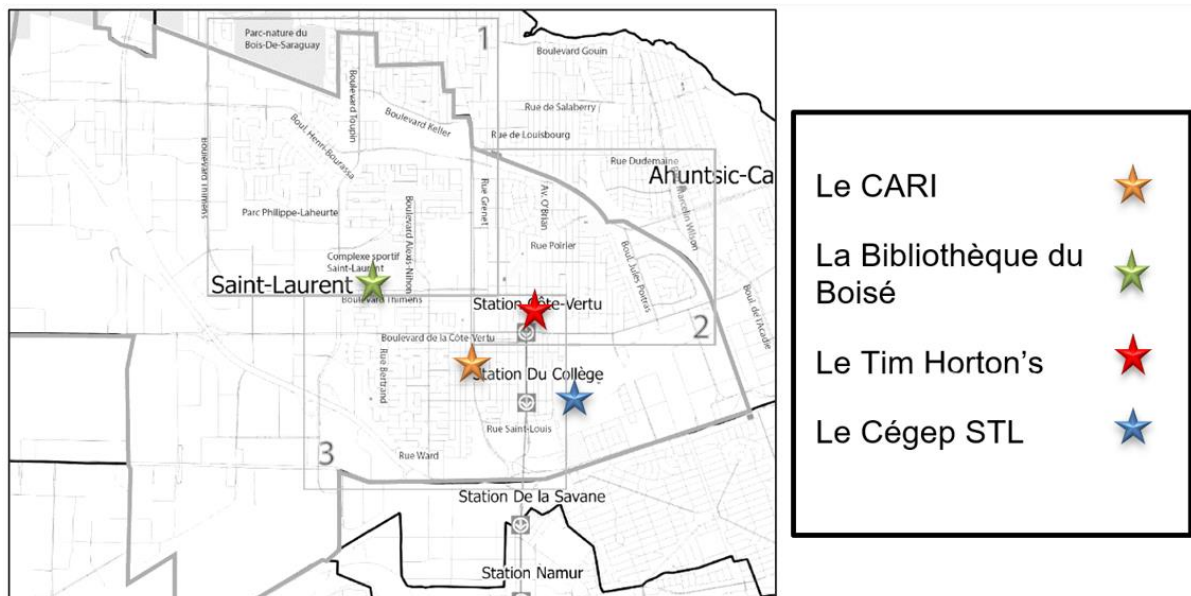 Parc-nature du
Bois-De-Saraguay
1
Boulevard Gouin
Boulevard Toupin
Boulevard Keller
Rue de Salaberry
Rue de Louisbourg
Boul. Henri-Bourassa
Boulevard Thimens
Rue Dudemaine
Ahuntsic-Ca
Marcelin Wilson
Rue Grenet
Av. O'Brian
Parc Philippe-Laheurte
Boulevard Alexis-Nihon
Rue Poirier
Boul. Jules Poitras
Complexe sportif
Saint-Laurent
Saint-Laurent
Boulevard Thimens
Station Côte-Vertu
Boul. de l'Acadie
2
Boulevard de la Côte-Vertu
Rue Bertrand
Station Du Collège
Rue Saint-Louis
Rue Ward
3
Station De la Savane
Station Namur
Le CARI
La Bibliothèque du
Boisé
Le Tim Horton's
Le Cégep STL